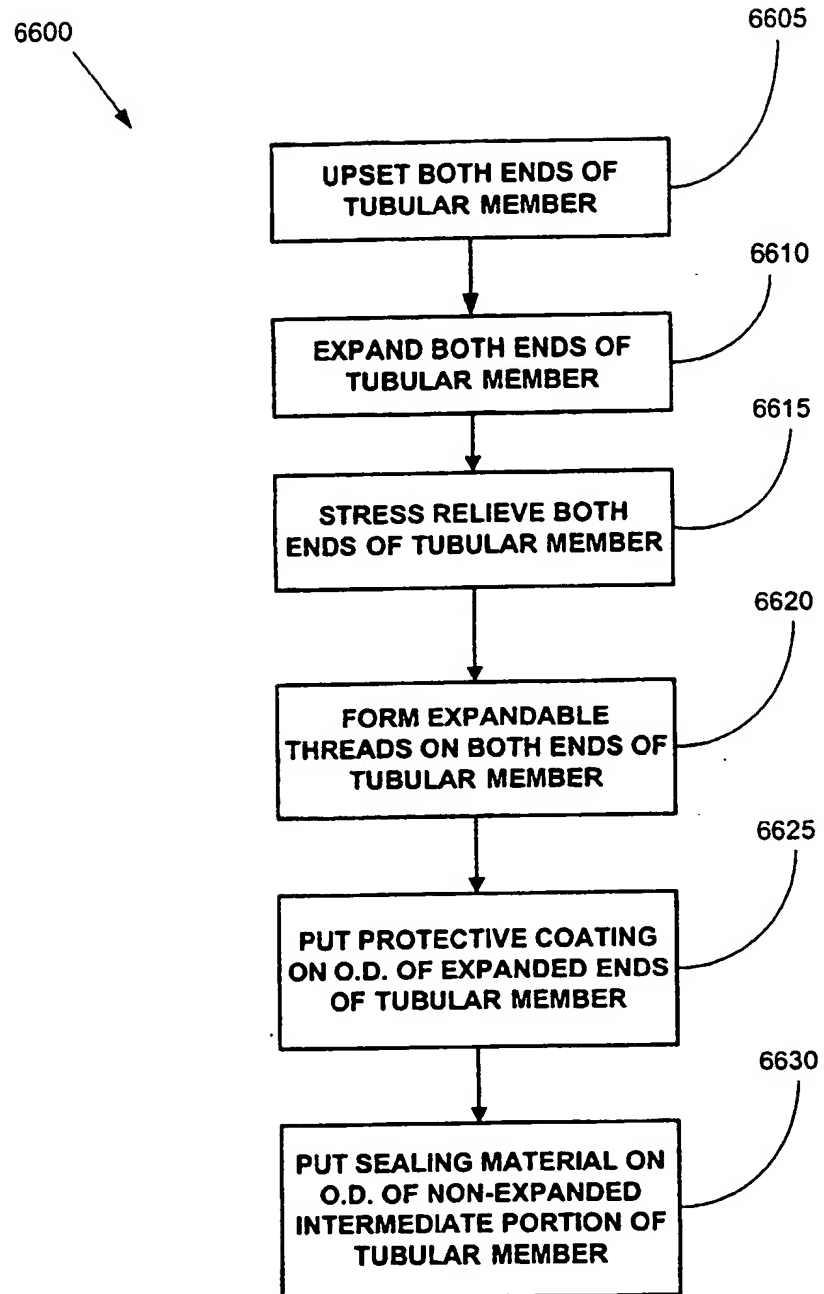 6600
6605
UPSET BOTH ENDS OF
TUBULAR MEMBER
6610
EXPAND BOTH ENDS OF
TUBULAR MEMBER
6615
STRESS RELIEVE BOTH
ENDS OF TUBULAR MEMBER
6620
FORM EXPANDABLE
THREADS ON BOTH ENDS OF
TUBULAR MEMBER
6625
PUT PROTECTIVE COATING
ON O.D. OF EXPANDED ENDS
OF TUBULAR MEMBER
6630
PUT SEALING MATERIAL ON
O.D. OF NON-EXPANDED
INTERMEDIATE PORTION OF
TUBULAR MEMBER